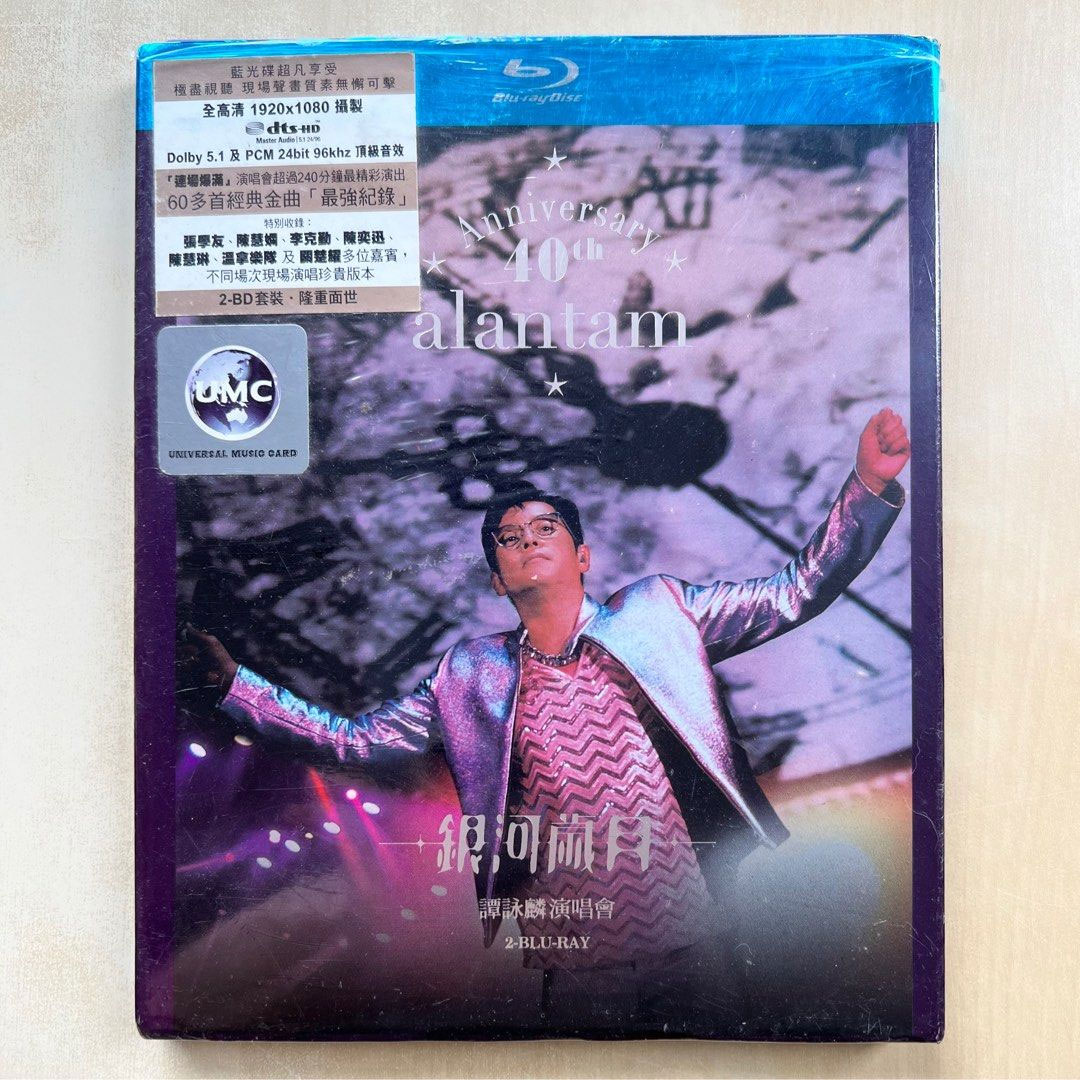 Blu-ray Disc
藍光碟超凡享受
極盡視聽 現場聲畫質素無懈可擊
全高清 1920x1080 攝製
dts-HD
Master Audio | 5.1 24/96
Dolby 5.1 及 PCM 24bit 96khz 頂級音效
「連場爆滿」演唱會超過240分鐘最精彩演出
60多首經典金曲「最強紀錄」
特別收錄：
張學友、陳慧嫻、李克勤、陳奕迅、
陳慧琳、溫拿樂隊 及 關楚耀多位嘉賓，
不同場次現場演唱珍貴版本
2-BD套裝・隆重面世
UMC
UNIVERSAL MUSIC CARD
Anniversary
40th
alantam
銀河歲月
譚詠麟演唱會
2-BLU-RAY